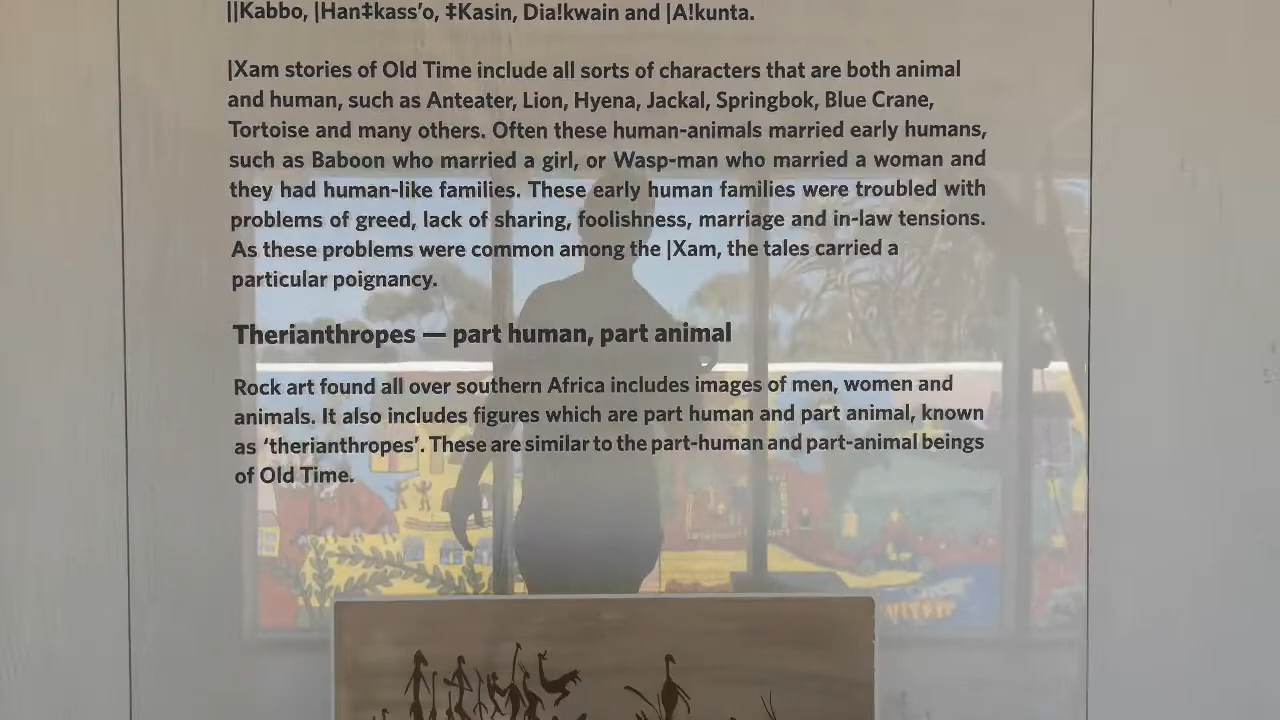 ||Kabbo, |Han‡kass’o, ‡Kasin, Dia!kwain and |A!kunta.
|Xam stories of Old Time include all sorts of characters that are both animal
and human, such as Anteater, Lion, Hyena, Jackal, Springbok, Blue Crane,
Tortoise and many others. Often these human-animals married early humans,
such as Baboon who married a girl, or Wasp-man who married a woman and
they had human-like families. These early human families were troubled with
problems of greed, lack of sharing, foolishness, marriage and in-law tensions.
As these problems were common among the |Xam, the tales carried a
particular poignancy.
Therianthropes — part human, part animal
Rock art found all over southern Africa includes images of men, women and
animals. It also includes figures which are part human and part animal, known
as ‘therianthropes’. These are similar to the part-human and part-animal beings
of Old Time.